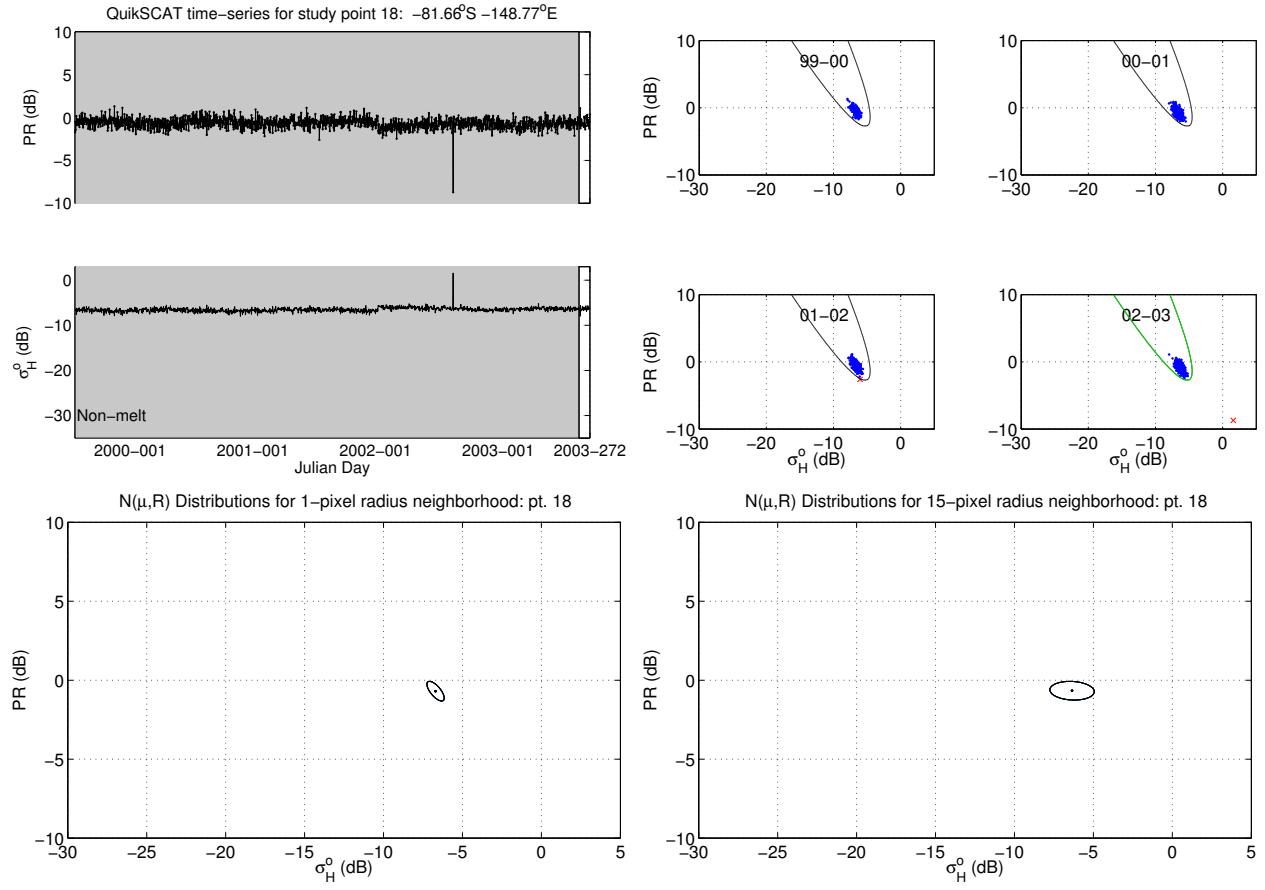 QuikSCAT time−series for study point 18: −81.66°S −148.77°E
10
5
0
−5
−10
PR (dB)
0
−10
−20
−30
σ_H^o (dB)
Non−melt
2000−001 2001−001 2002−001 2003−001 2003−272
Julian Day
99−00
10
0
−10
PR (dB)
−30 −20 −10 0
00−01
10
0
−10
−30 −20 −10 0
01−02
10
0
−10
PR (dB)
−30 −20 −10 0
σ_H^o (dB)
02−03
10
0
−10
−30 −20 −10 0
σ_H^o (dB)
N(μ,R) Distributions for 1−pixel radius neighborhood: pt. 18
10
5
0
−5
−10
PR (dB)
−30 −25 −20 −15 −10 −5 0 5
σ_H^o (dB)
N(μ,R) Distributions for 15−pixel radius neighborhood: pt. 18
10
5
0
−5
−10
PR (dB)
−30 −25 −20 −15 −10 −5 0 5
σ_H^o (dB)